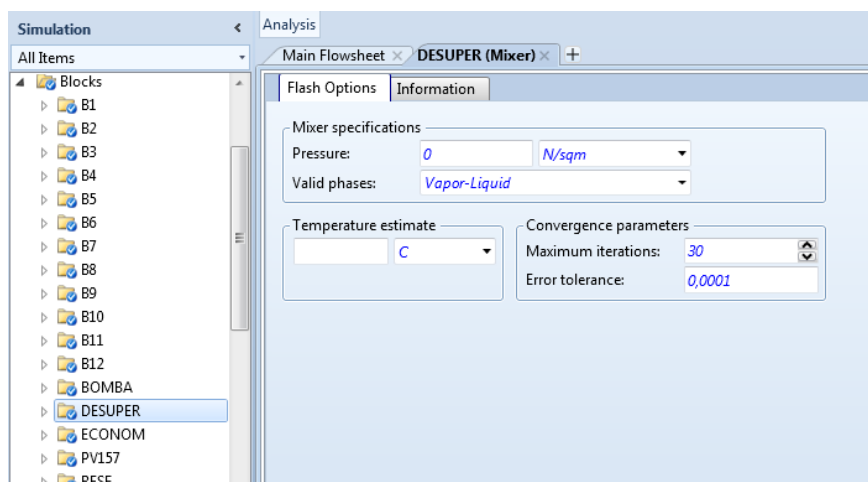 Simulation
All Items
Blocks
B1
B2
B3
B4
B5
B6
B7
B8
B9
B10
B11
B12
BOMBA
DESUPER
ECONOM
PV157
Analysis
Main Flowsheet DESUPER (Mixer) +
Flash Options Information
Mixer specifications
Pressure: 0 N/sqm
Valid phases: Vapor-Liquid
Temperature estimate
C
Convergence parameters
Maximum iterations: 30
Error tolerance: 0,0001